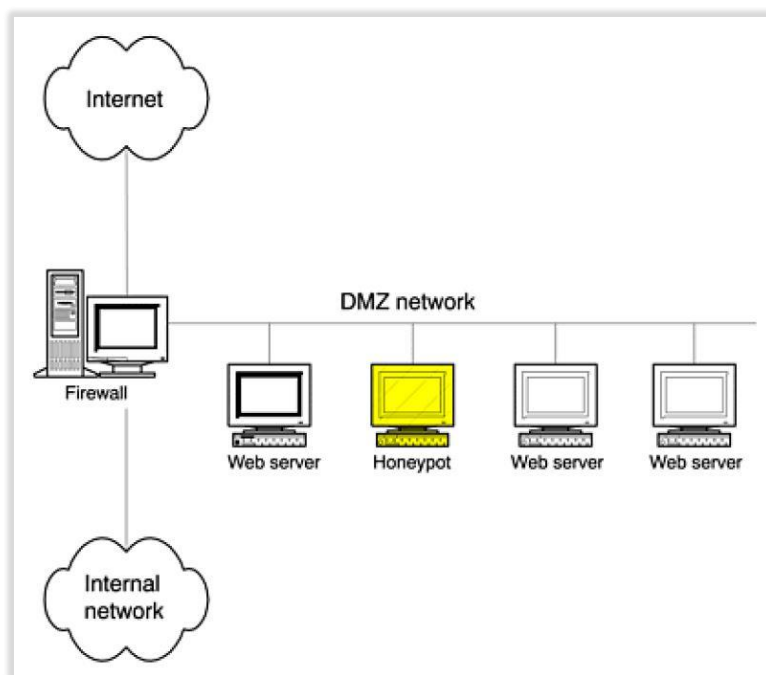 Internet
DMZ network
Firewall
Web server
Honeypot
Web server
Web server
Internal
network